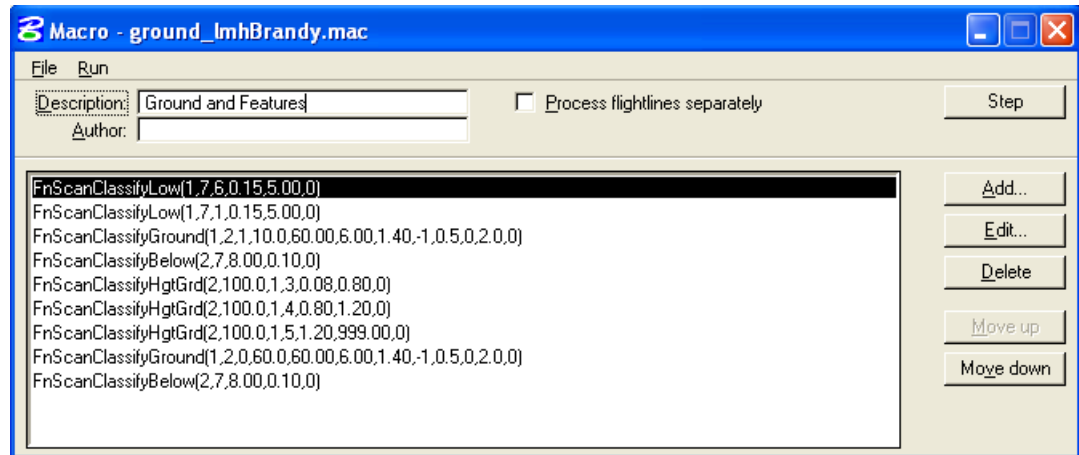 Macro - ground_lmhBrandy.mac
File Run
Description: Ground and Features Process flightlines separately Step
Author:
FnScanClassifyLow(1,7,6,0.15,5.00,0) Add...
FnScanClassifyLow(1,7,1,0.15,5.00,0)
FnScanClassifyGround(1,2,1,10.0,60.00,6.00,1.40,-1,0.5,0,2.0,0) Edit...
FnScanClassifyBelow(2,7,8.00,0.10,0)
FnScanClassifyHgtGrd(2,100.0,1,3,0.08,0.80,0) Delete
FnScanClassifyHgtGrd(2,100.0,1,4,0.80,1.20,0)
FnScanClassifyHgtGrd(2,100.0,1,5,1.20,999.00,0) Move up
FnScanClassifyGround(1,2,0,60.0,60.00,6.00,1.40,-1,0.5,0,2.0,0)
FnScanClassifyBelow(2,7,8.00,0.10,0) Move down